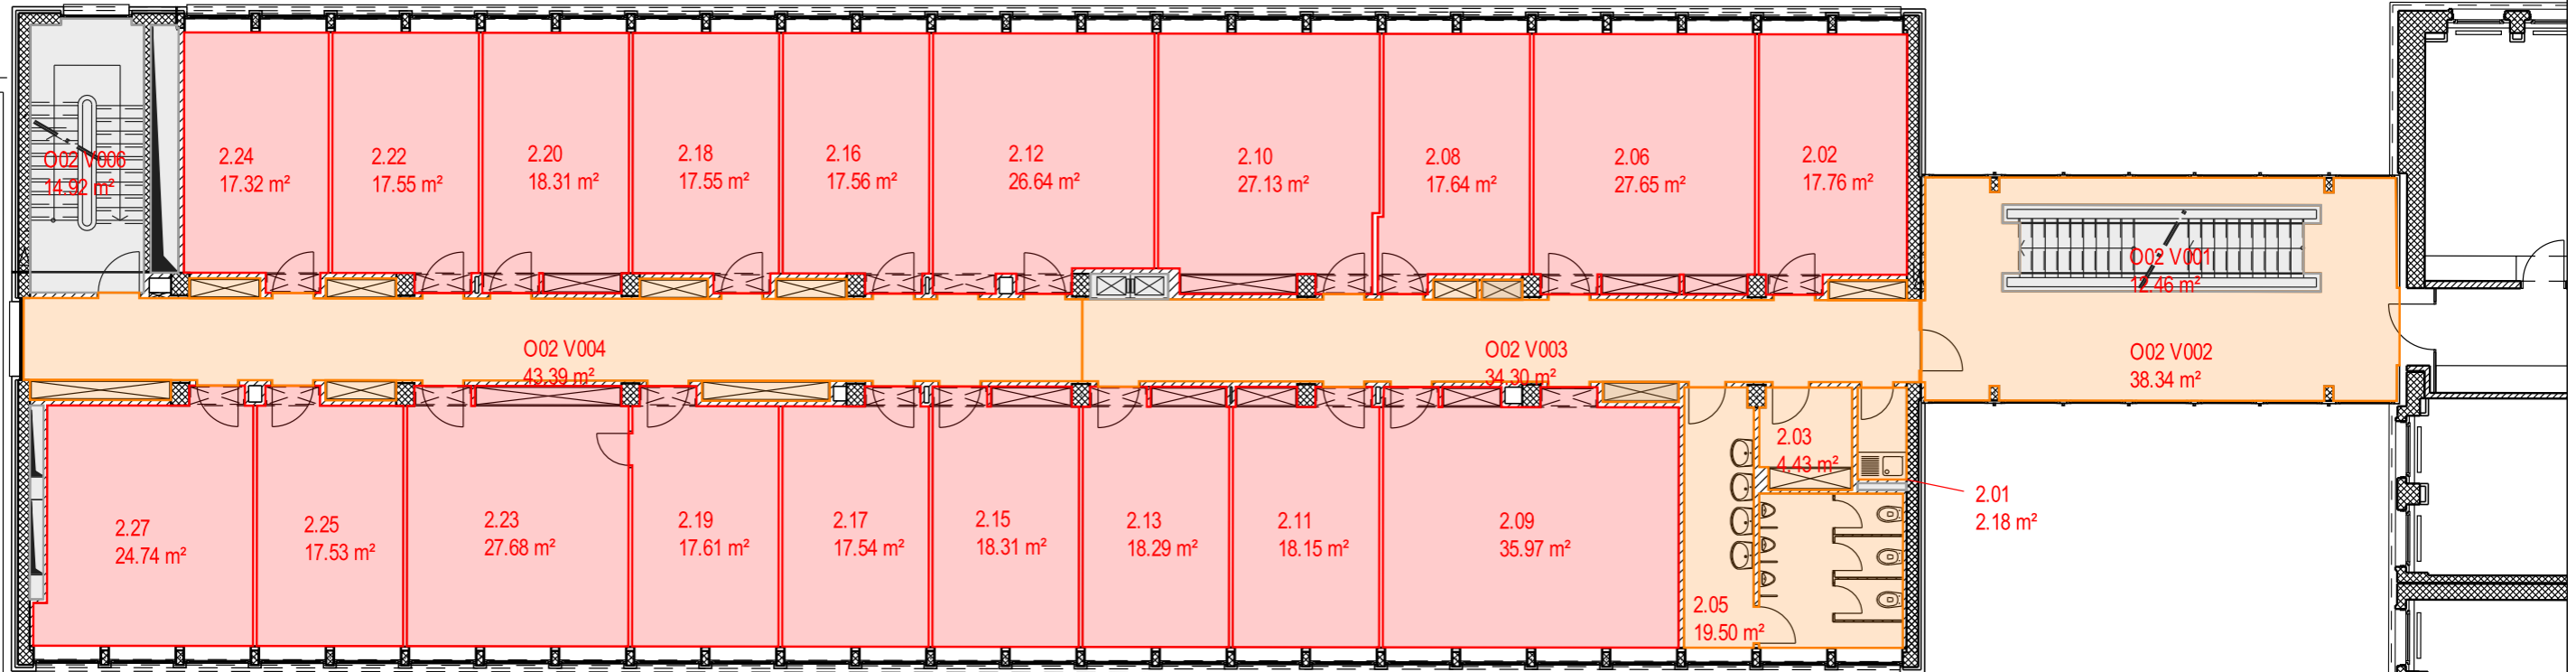 O02 V006
14.92 m²
2.24
17.32 m²
2.22
17.55 m²
2.20
18.31 m²
2.18
17.55 m²
2.16
17.56 m²
2.12
26.64 m²
2.10
27.13 m²
2.08
17.64 m²
2.06
27.65 m²
2.02
17.76 m²
O02 V001
12.46 m²
O02 V004
43.39 m²
O02 V003
34.30 m²
O02 V002
38.34 m²
2.27
24.74 m²
2.25
17.53 m²
2.23
27.68 m²
2.19
17.61 m²
2.17
17.54 m²
2.15
18.31 m²
2.13
18.29 m²
2.11
18.15 m²
2.09
35.97 m²
2.05
19.50 m²
2.03
4.43 m²
2.01
2.18 m²